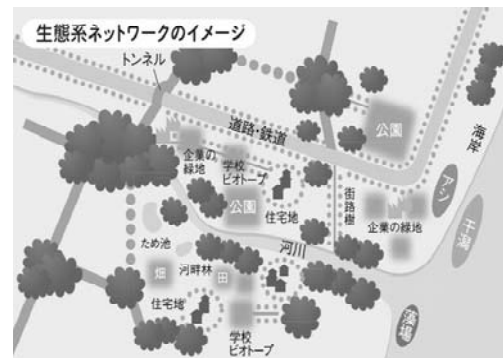 生態系ネットワークのイメージ
トンネル
道路・鉄道
公園
海岸
企業の
緑地
学校
ビオトープ
アシ
干潟
街路樹
公園
住宅地
企業の緑地
ため池
河川
河畔林
畑
田
藻場
住宅地
学校
ビオトープ